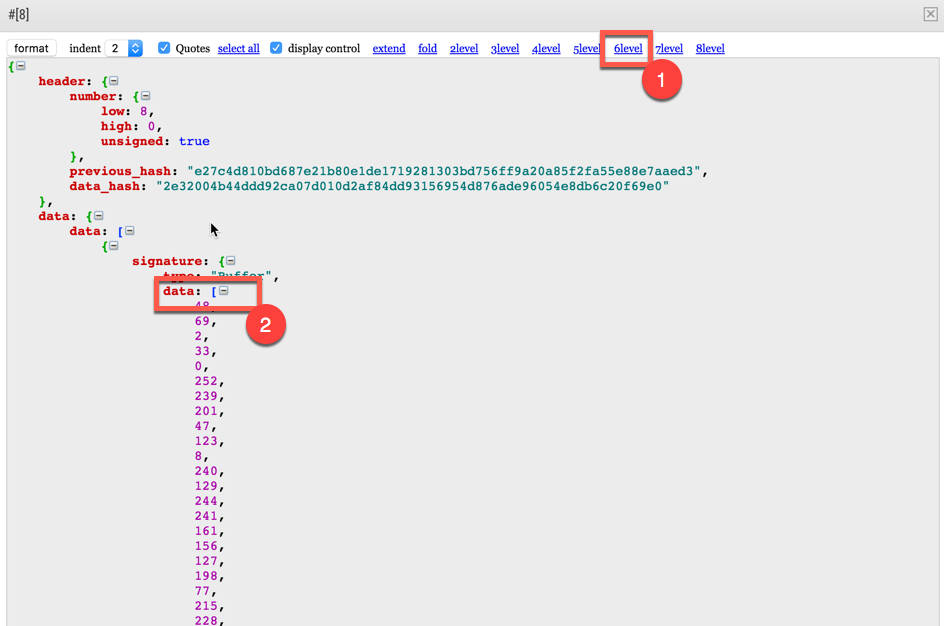 #[8]
format indent 2 Quotes select all display control extend fold 2level 3level 4level 5level 6level 7level 8level
1
{
header: {
number: {
low: 8,
high: 0,
unsigned: true
},
previous_hash: "e27c4d810bd687e21b80e1de1719281303bd756ff9a20a85f2fa55e88e7aaed3",
data_hash: "2e32004b44ddd92ca07d010d2af84dd93156954d876ade96054e8db6c20f69e0"
},
data: {
data: [
{
signature: {
type: "Buffer",
data: [
48,
2
69,
2,
33,
0,
252,
239,
201,
47,
123,
8,
240,
129,
244,
241,
161,
156,
127,
198,
77,
215,
228,